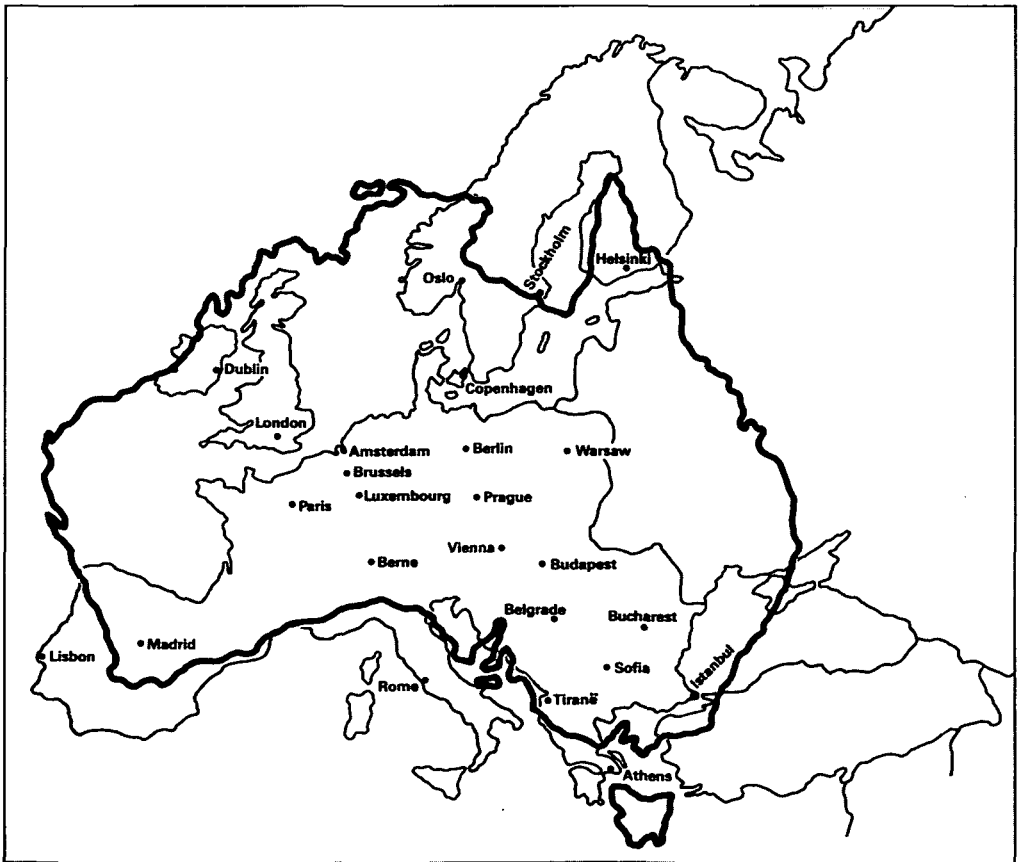 Stockholm
Helsinki
Oslo
Dublin
Copenhagen
London
Amsterdam
Berlin
Warsaw
Brussels
Luxembourg
Prague
Paris
Vienna
Berne
Budapest
Belgrade
Bucharest
Madrid
Lisbon
Sofia
Istanbul
Rome
Tiranë
Athens